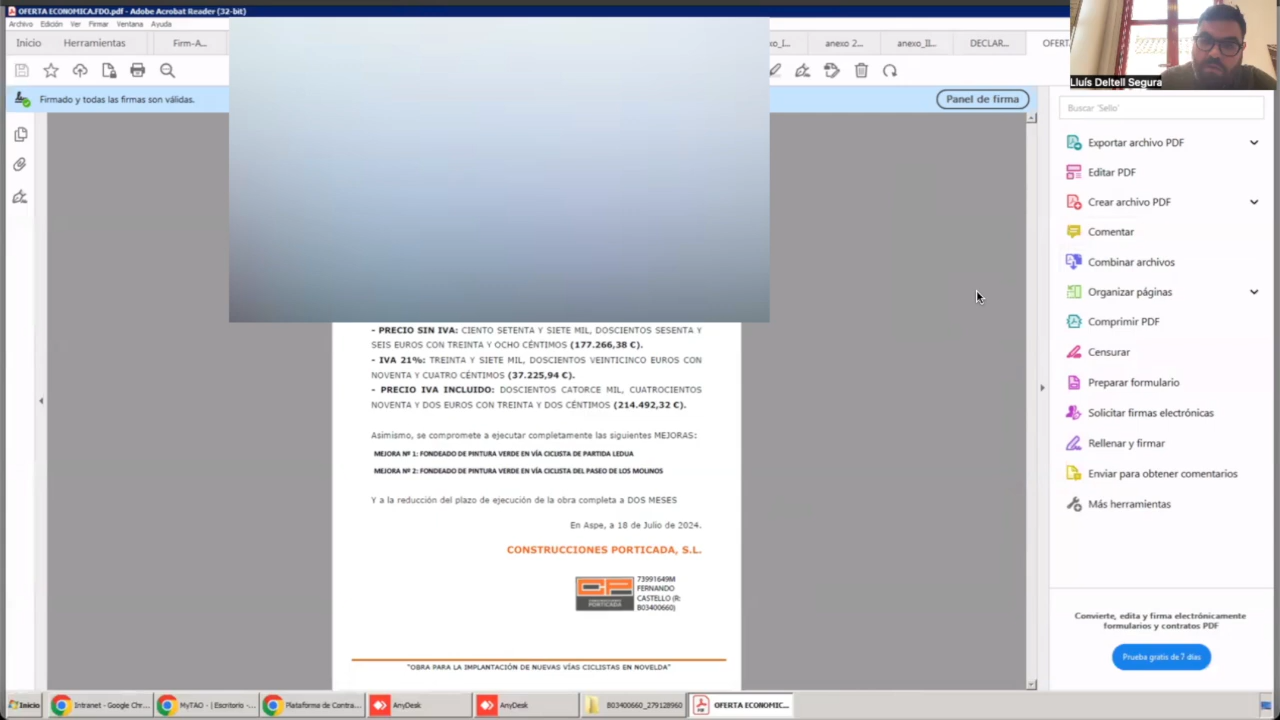 OFERTA ECONOMICA.FDO.pdf - Adobe Acrobat Reader (32-bit)
Archivo Edición Ver Firmar Ventana Ayuda
Inicio Herramientas Firm-A... xo_I... anexo 2... anexo_II... DECLAR... OFERT
Lluís Deltell Segura
Firmado y todas las firmas son válidas.
Panel de firma
Buscar 'Sello'
Exportar archivo PDF
Editar PDF
Crear archivo PDF
Comentar
Combinar archivos
Organizar páginas
Comprimir PDF
Censurar
Preparar formulario
Solicitar firmas electrónicas
Rellenar y firmar
Enviar para obtener comentarios
Más herramientas
Convierte, edita y firma electrónicamente
formularios y contratos PDF
Prueba gratis de 7 días
- PRECIO SIN IVA: CIENTO SETENTA Y SIETE MIL, DOSCIENTOS SESENTA Y
SEIS EUROS CON TREINTA Y OCHO CÉNTIMOS (177.266,38 €).
- IVA 21%: TREINTA Y SIETE MIL, DOSCIENTOS VEINTICINCO EUROS CON
NOVENTA Y CUATRO CÉNTIMOS (37.225,94 €).
- PRECIO IVA INCLUIDO: DOSCIENTOS CATORCE MIL, CUATROCIENTOS
NOVENTA Y DOS EUROS CON TREINTA Y DOS CÉNTIMOS (214.492,32 €).
Asimismo, se compromete a ejecutar completamente las siguientes MEJORAS:
MEJORA Nº 1: FONDEADO DE PINTURA VERDE EN VÍA CICLISTA DE PARTIDA LEDUA
MEJORA Nº 2: FONDEADO DE PINTURA VERDE EN VÍA CICLISTA DEL PASEO DE LOS MOLINOS
Y a la reducción del plazo de ejecución de la obra completa a DOS MESES
En Aspe, a 18 de Julio de 2024.
CONSTRUCCIONES PORTICADA, S.L.
CP
PORTICADA
73991649M
FERNANDO
CASTELLO (R:
B03400660)
"OBRA PARA LA IMPLANTACIÓN DE NUEVAS VÍAS CICLISTAS EN NOVELDA"
Inicio Intranet - Google Chr... MyTAO - | Escritorio -... Plataforma de Contra... AnyDesk AnyDesk B03400660_279128960 OFERTA ECONOMIC...